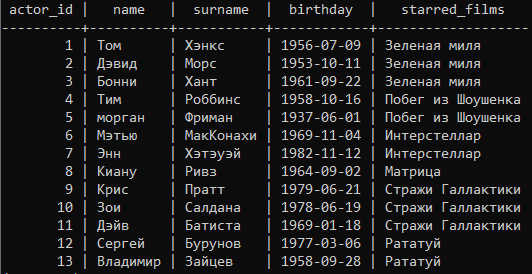 actor_id | name | surname | birthday | starred_films
1 | Том | Хэнкс | 1956-07-09 | Зеленая миля
2 | Дэвид | Морс | 1953-10-11 | Зеленая миля
3 | Бонни | Хант | 1961-09-22 | Зеленая миля
4 | Тим | Роббинс | 1958-10-16 | Побег из Шоушенка
5 | морган | Фриман | 1937-06-01 | Побег из Шоушенка
6 | Мэтью | МакКонахи | 1969-11-04 | Интерстеллар
7 | Энн | Хэтэуэй | 1982-11-12 | Интерстеллар
8 | Киану | Ривз | 1964-09-02 | Матрица
9 | Крис | Пратт | 1979-06-21 | Стражи Галлактики
10 | Зои | Салдана | 1978-06-19 | Стражи Галлактики
11 | Дэйв | Батиста | 1969-01-18 | Стражи Галлактики
12 | Сергей | Бурунов | 1977-03-06 | Рататуй
13 | Владимир | Зайцев | 1958-09-28 | Рататуй